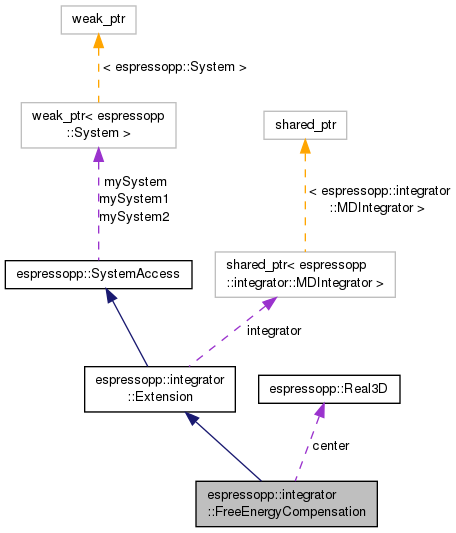 weak_ptr
< espressopp::System >
weak_ptr< espressopp
::System >
shared_ptr
mySystem
mySystem1
mySystem2
< espressopp::integrator
::MDIntegrator >
espressopp::SystemAccess
shared_ptr< espressopp
::integrator::MDIntegrator >
integrator
espressopp::integrator
::Extension
espressopp::Real3D
center
espressopp::integrator
::FreeEnergyCompensation